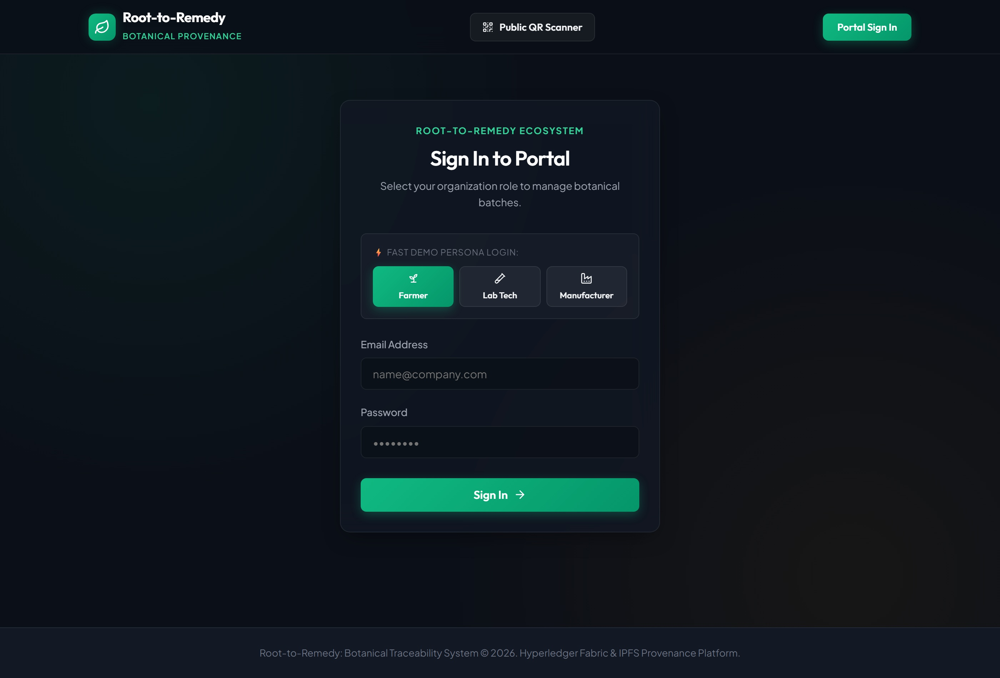 Root-to-Remedy
BOTANICAL PROVENANCE
Public QR Scanner
Portal Sign In
ROOT-TO-REMEDY ECOSYSTEM
Sign In to Portal
Select your organization role to manage botanical
batches.
FAST DEMO PERSONA LOGIN:
Farmer
Lab Tech
Manufacturer
Email Address
name@company.com
Password
••••••••
Sign In
Root-to-Remedy: Botanical Traceability System © 2026. Hyperledger Fabric & IPFS Provenance Platform.